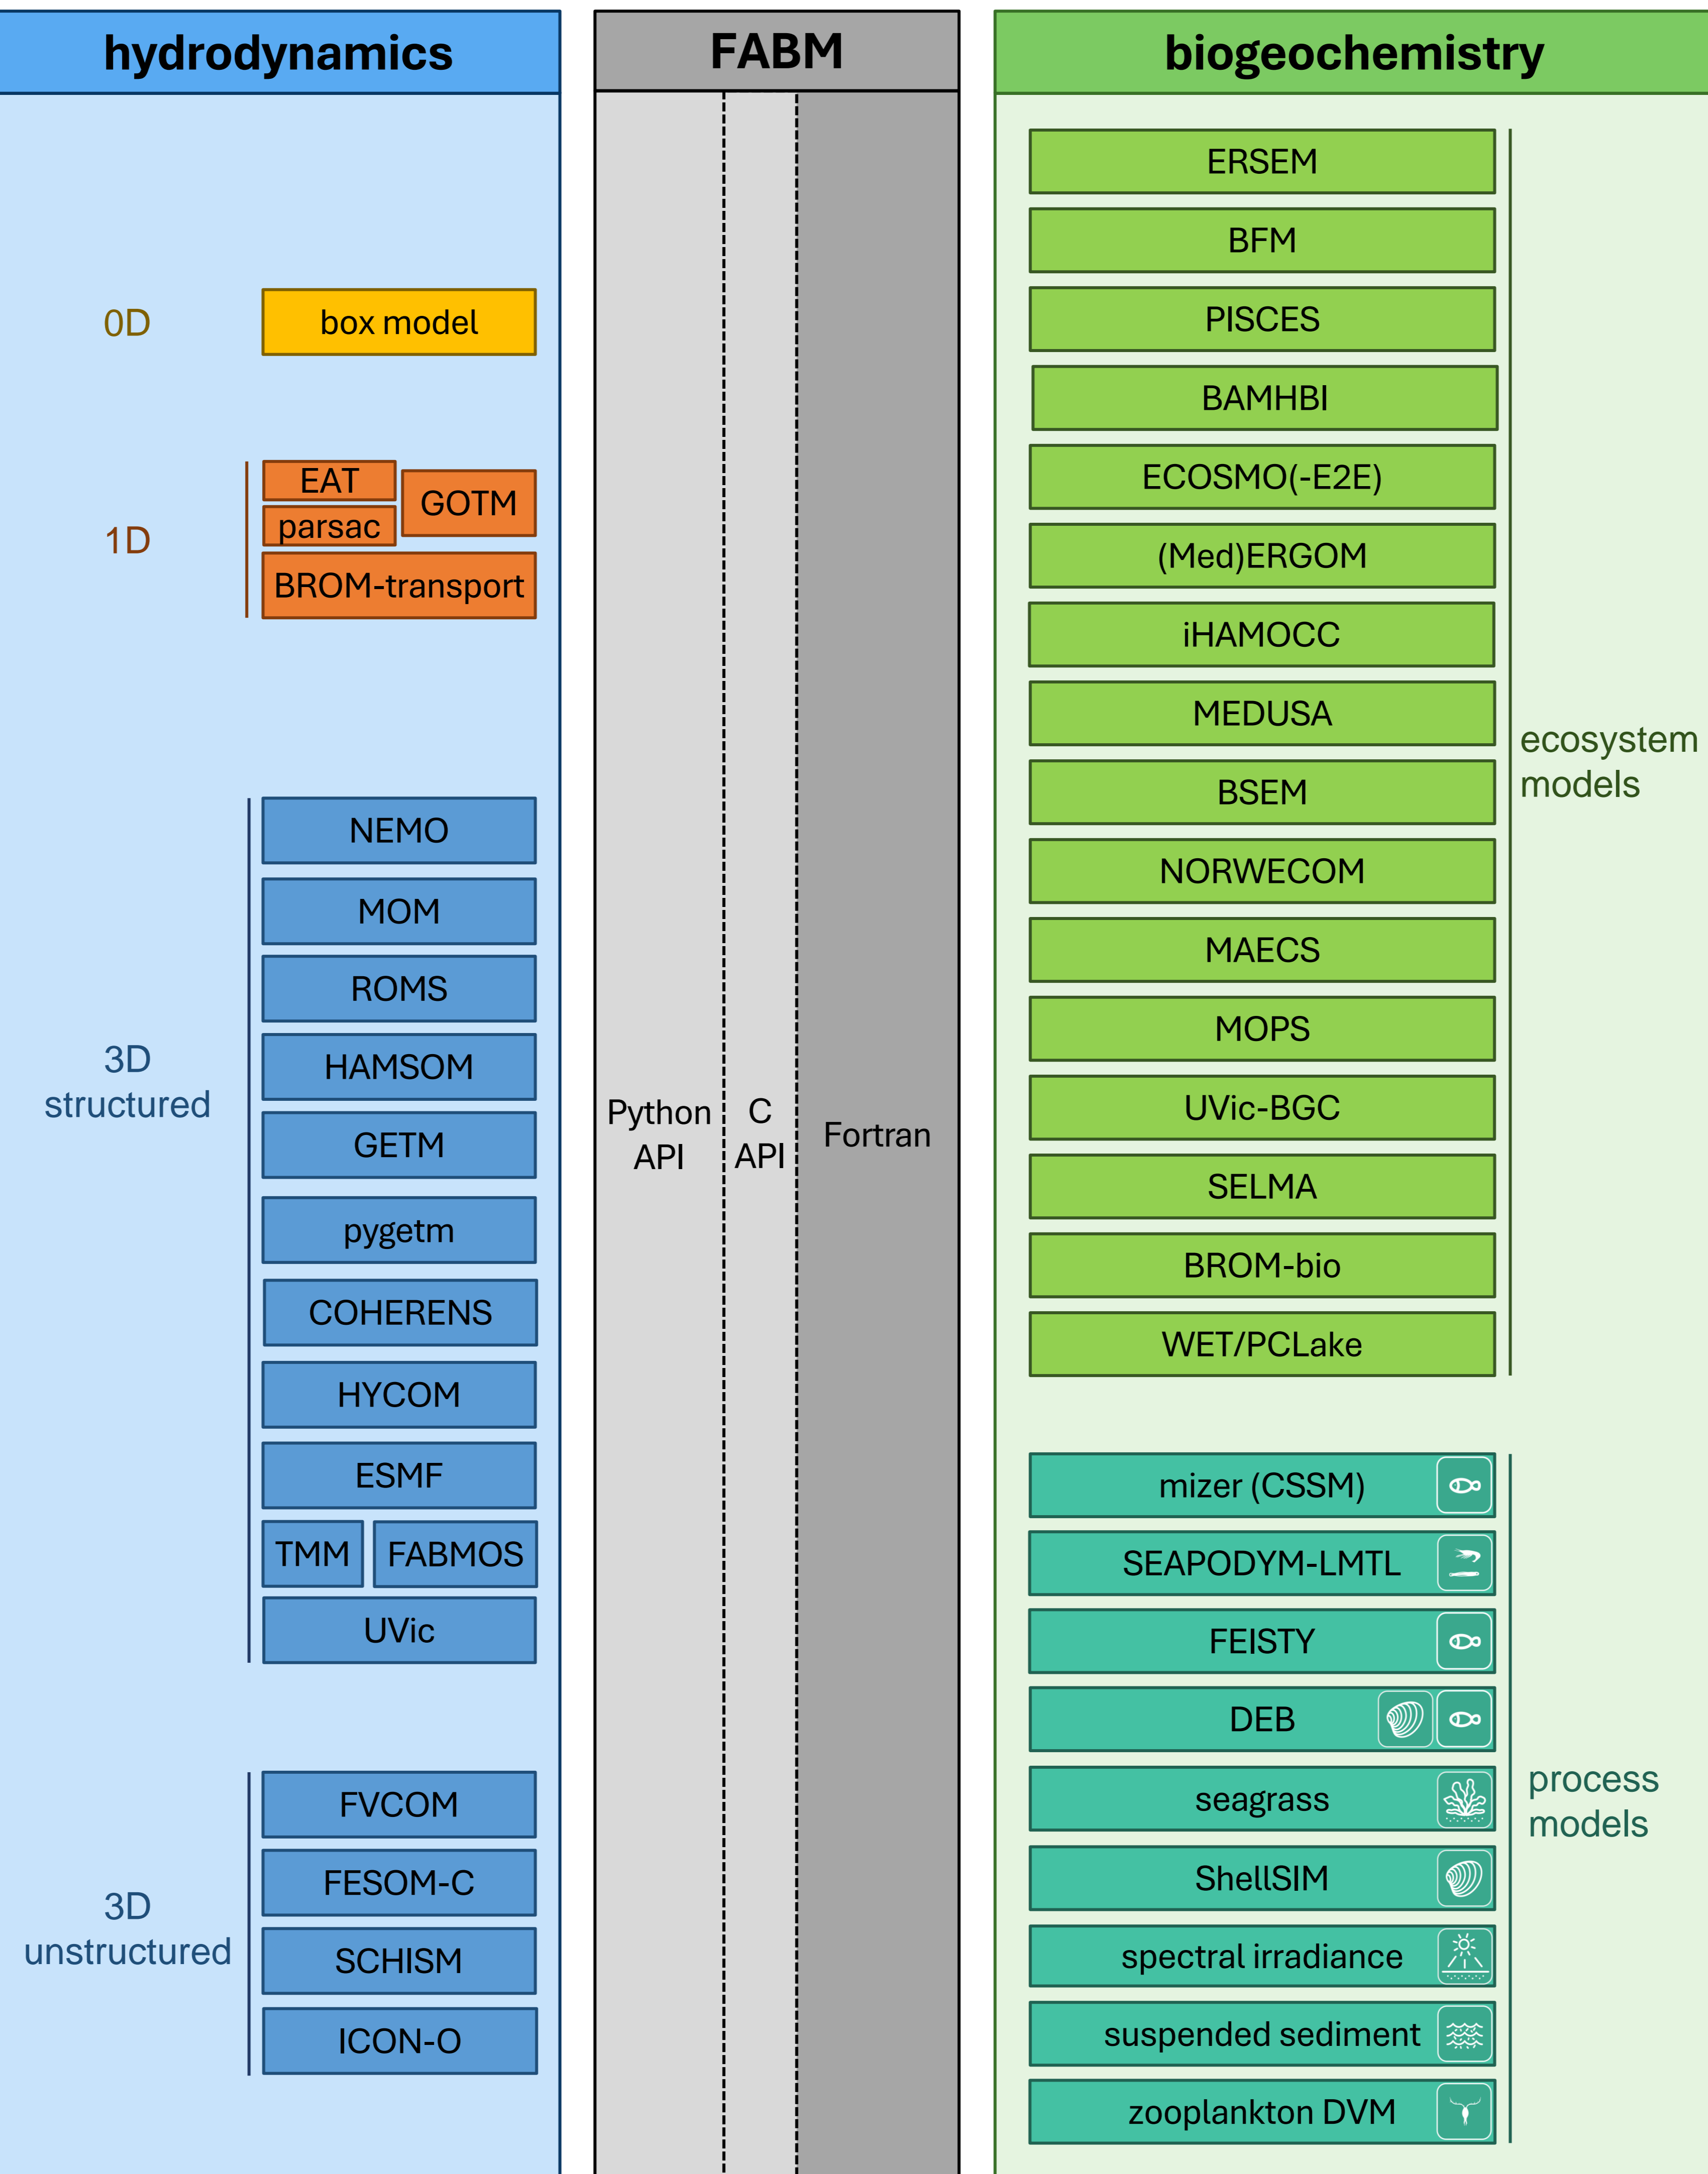 hydrodynamics
0D
box model
1D
EAT
parsac
GOTM
BROM-transport
3D
structured
NEMO
MOM
ROMS
HAMSOM
GETM
pygetm
COHERENS
HYCOM
ESMF
TMM
FABMOS
UVic
3D
unstructured
FVCOM
FESOM-C
SCHISM
ICON-O
FABM
Python
API
C
API
Fortran
biogeochemistry
ERSEM
BFM
PISCES
BAMHBI
ECOSMO(-E2E)
(Med)ERGOM
iHAMOCC
MEDUSA
BSEM
NORWECOM
MAECS
MOPS
UVic-BGC
SELMA
BROM-bio
WET/PCLake
ecosystem
models
mizer (CSSM)
SEAPODYM-LMTL
FEISTY
DEB
seagrass
ShellSIM
spectral irradiance
suspended sediment
zooplankton DVM
process
models